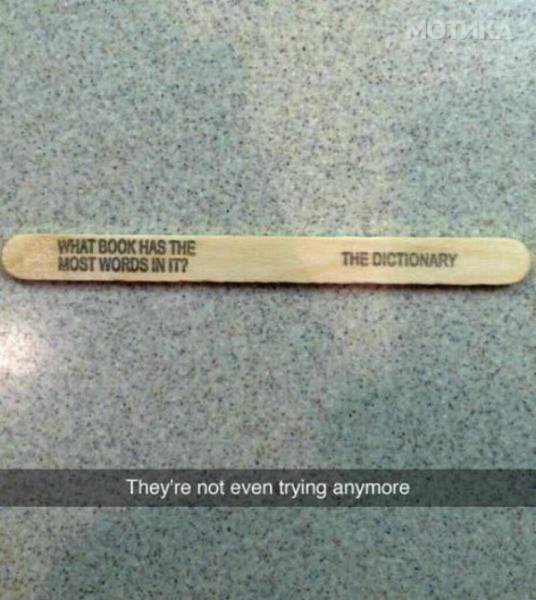 МОТИКА
WHAT BOOK HAS THE
MOST WORDS IN IT?
THE DICTIONARY
They're not even trying anymore